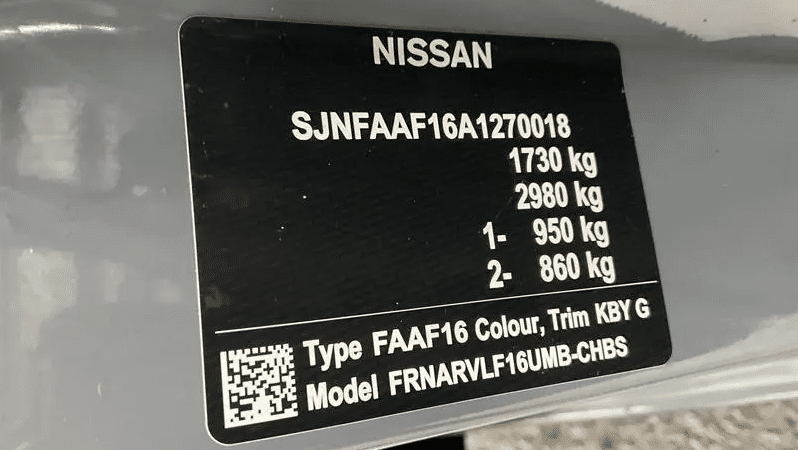 NISSAN
SJNFAAF16A1270018
1730 kg
2980 kg
1- 950 kg
2- 860 kg
Type FAAF16 Colour, Trim KBY G
Model FRNARVLF16UMB-CHBS